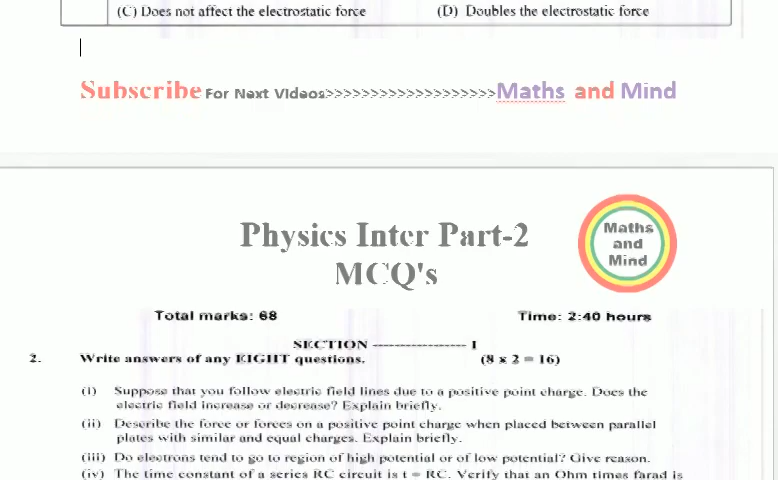 (C) Does not affect the electrostatic force (D) Doubles the electrostatic force
Subscribe For Next Videos>>>>>>>>>>>>>>>>>>>Maths and Mind
Physics Inter Part-2
MCQ's
Maths
and
Mind
Total marks: 68 Time: 2:40 hours
SECTION ---------------- I
2. Write answers of any EIGHT questions. (8 x 2 = 16)
(i) Suppose that you follow electric field lines due to a positive point charge. Does the
electric field increase or decrease? Explain briefly.
(ii) Describe the force or forces on a positive point charge when placed between parallel
plates with similar and equal charges. Explain briefly.
(iii) Do electrons tend to go to region of high potential or of low potential? Give reason.
(iv) The time constant of a series RC circuit is t = RC. Verify that an Ohm times farad is